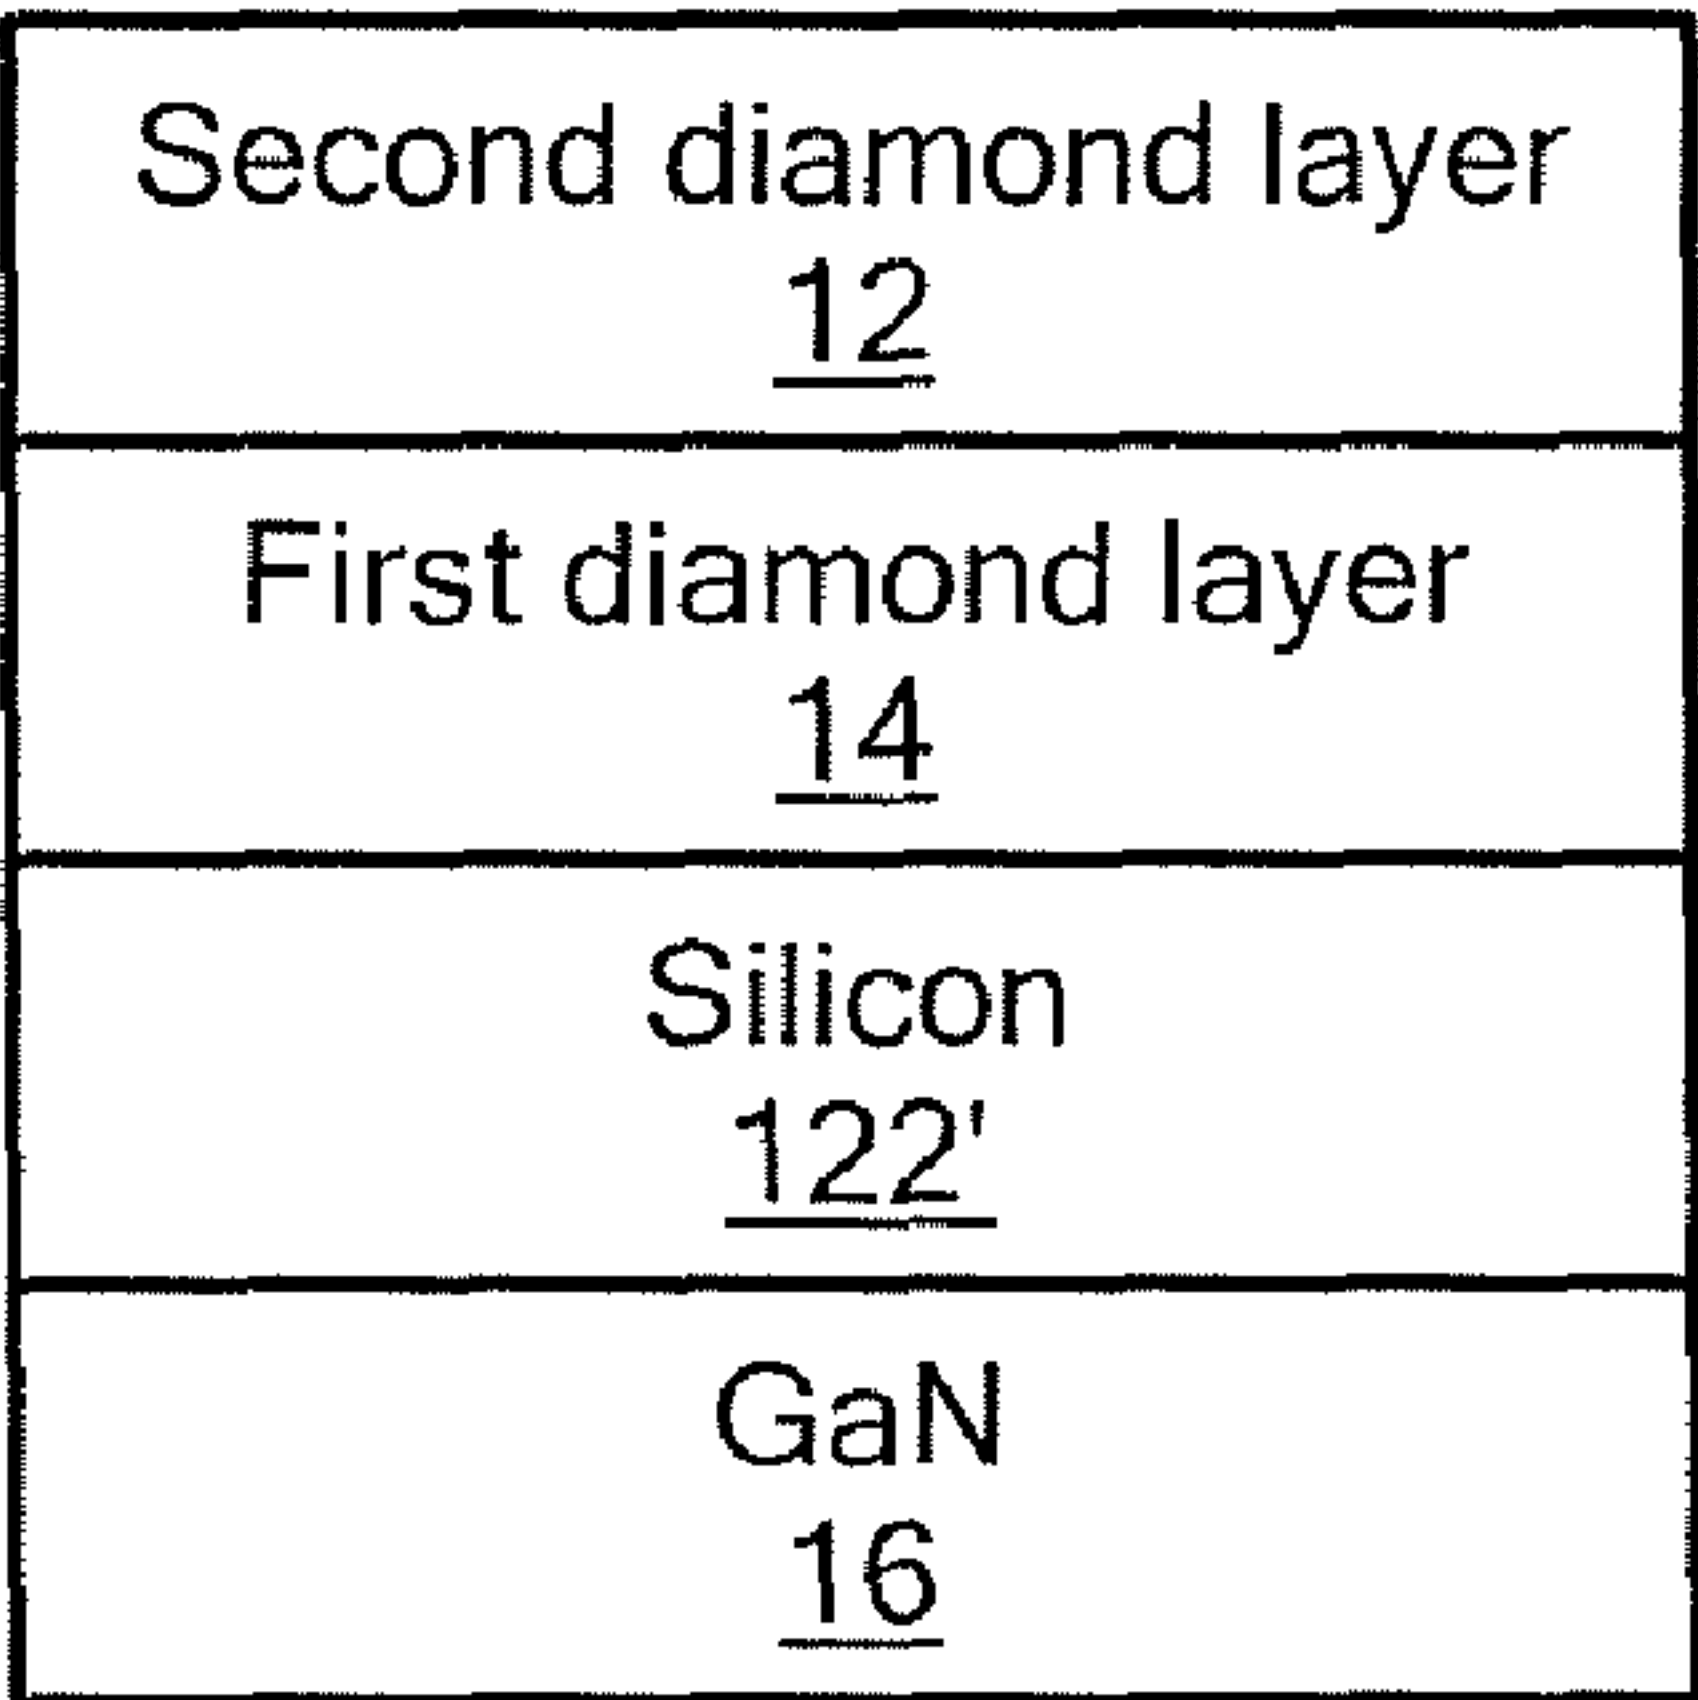 Second diamond layer
12
First diamond layer
14
Silicon
122'
GaN
16